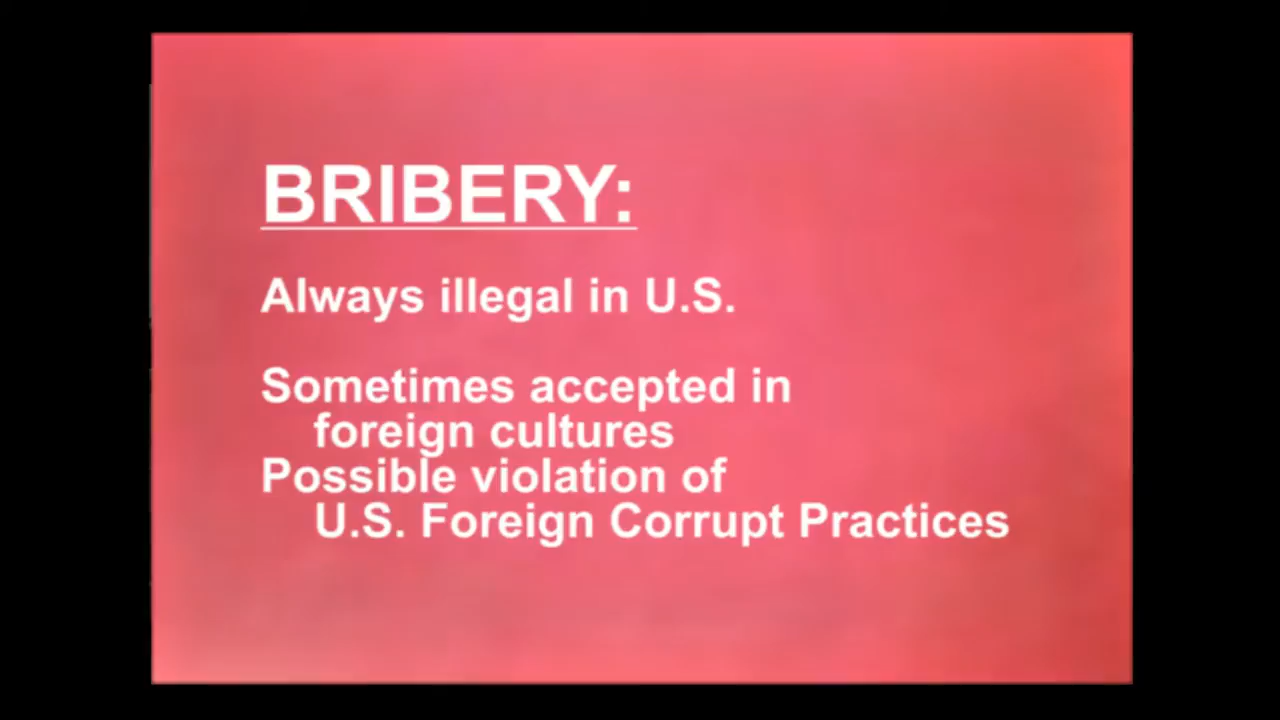 BRIBERY:
Always illegal in U.S.
Sometimes accepted in
foreign cultures
Possible violation of
U.S. Foreign Corrupt Practices